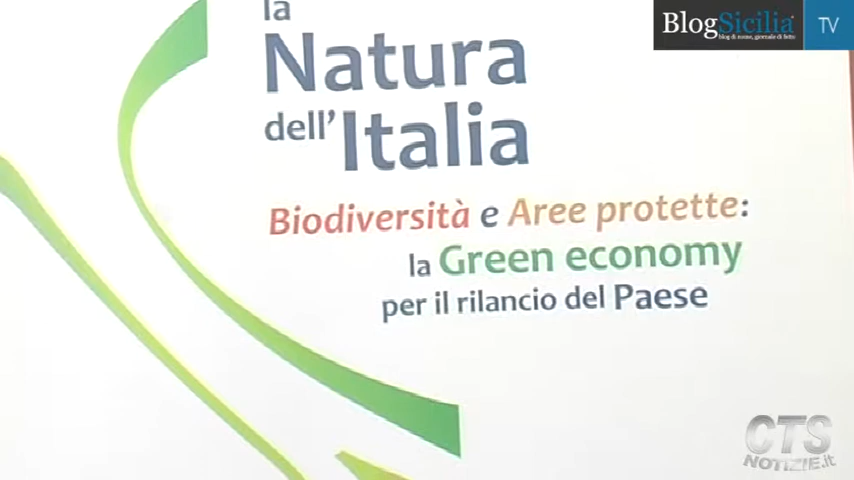 la
Natura
dell'Italia
Biodiversità e Aree protette:
la Green economy
per il rilancio del Paese
BlogSicilia
TV
CTS
NOTIZIE.it